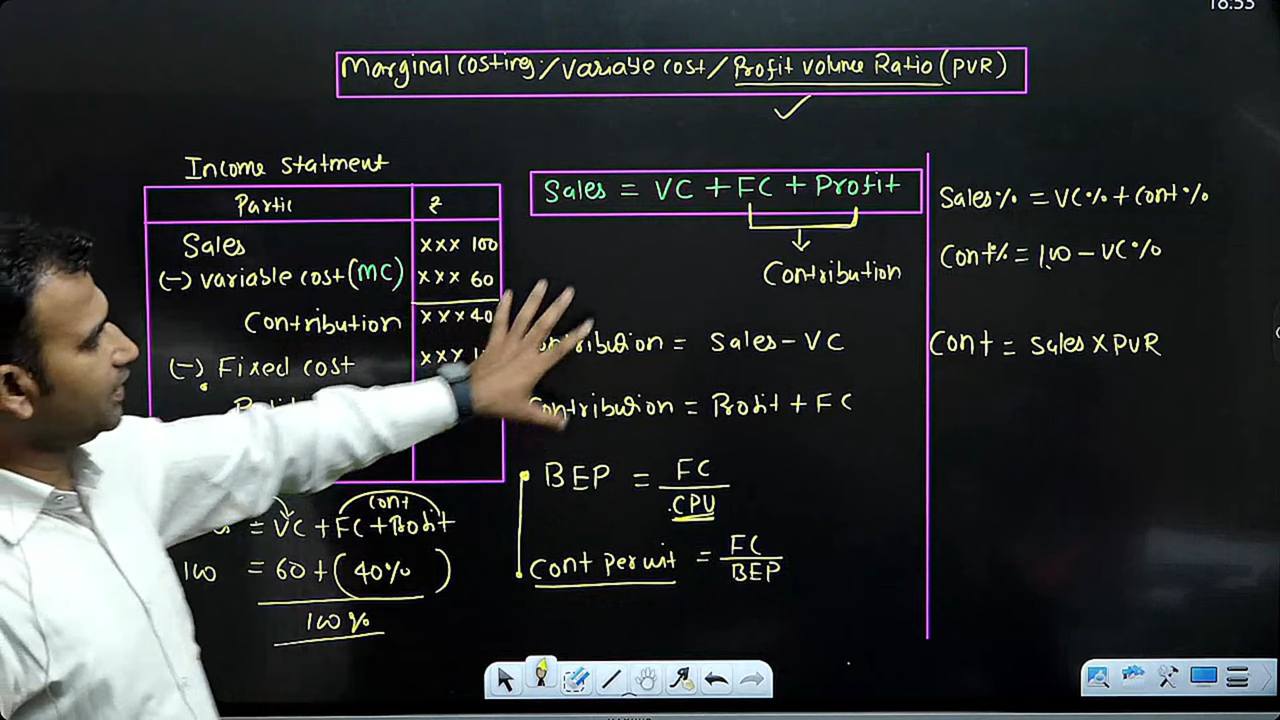 18:53
Marginal costing/variable cost/Profit volume Ratio (PVR)
Income statment
Partic ₹
Sales xxx 100
(-) variable cost (MC) xxx 60
Contribution xxx 40
(-) Fixed cost xxx
Sales = VC + FC + Profit
Contribution
= Sales - VC
= Profit + FC
BEP = FC / CPU
Cont per unit = FC / BEP
cont
= VC + FC + Profit
100 = 60 + (40%)
100%
Sales% = VC% + Cont%
Cont% = 100 - VC%
Cont = Sales X PVR